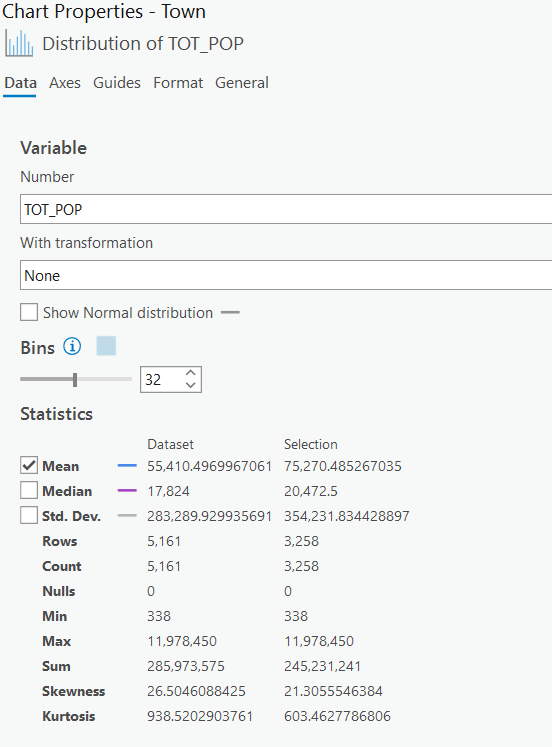 Chart Properties - Town
Distribution of TOT_POP
Data Axes Guides Format General
Variable
Number
TOT_POP
With transformation
None
Show Normal distribution
Bins
32
Statistics
Dataset Selection
Mean 55,410.4969967061 75,270.485267035
Median 17,824 20,472.5
Std. Dev. 283,289.929935691 354,231.834428897
Rows 5,161 3,258
Count 5,161 3,258
Nulls 0 0
Min 338 338
Max 11,978,450 11,978,450
Sum 285,973,575 245,231,241
Skewness 26.5046088425 21.3055546384
Kurtosis 938.5202903761 603.4627786806